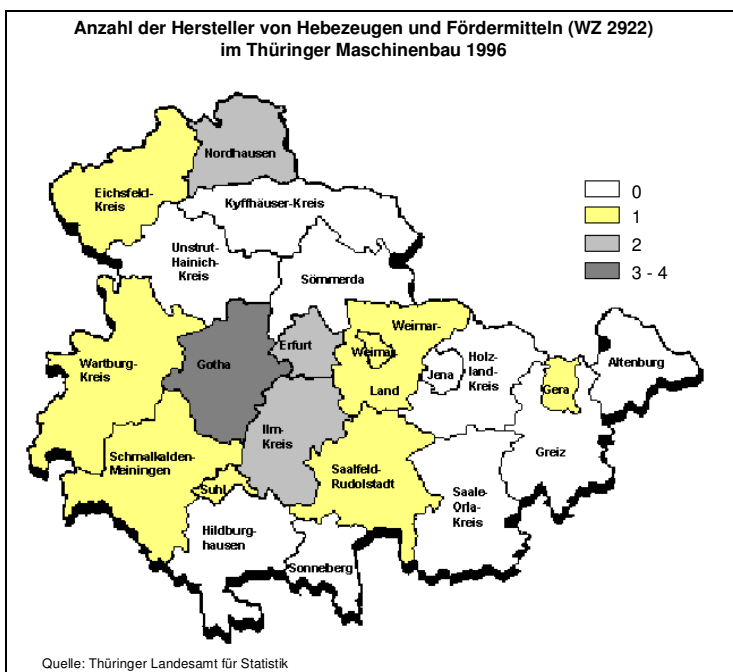 Anzahl der Hersteller von Hebezeugen und Fördermitteln (WZ 2922)
im Thüringer Maschinenbau 1996
Nordhausen
Eichsfeld-
Kreis
Kyffhäuser-Kreis
0
1
2
3 - 4
Unstrut-
Hainich-
Kreis
Sömmerda
Weimar-
Land
Weimar
Erfurt
Gotha
Wartburg-
Kreis
Jena
Holz-
land-
Kreis
Gera
Altenburg
Greiz
Ilm-
Kreis
Schmalkalden-
Meiningen
Suhl
Saalfeld-
Rudolstadt
Saale-
Orla-
Kreis
Hildburg-
hausen
Sonneberg
Quelle: Thüringer Landesamt für Statistik